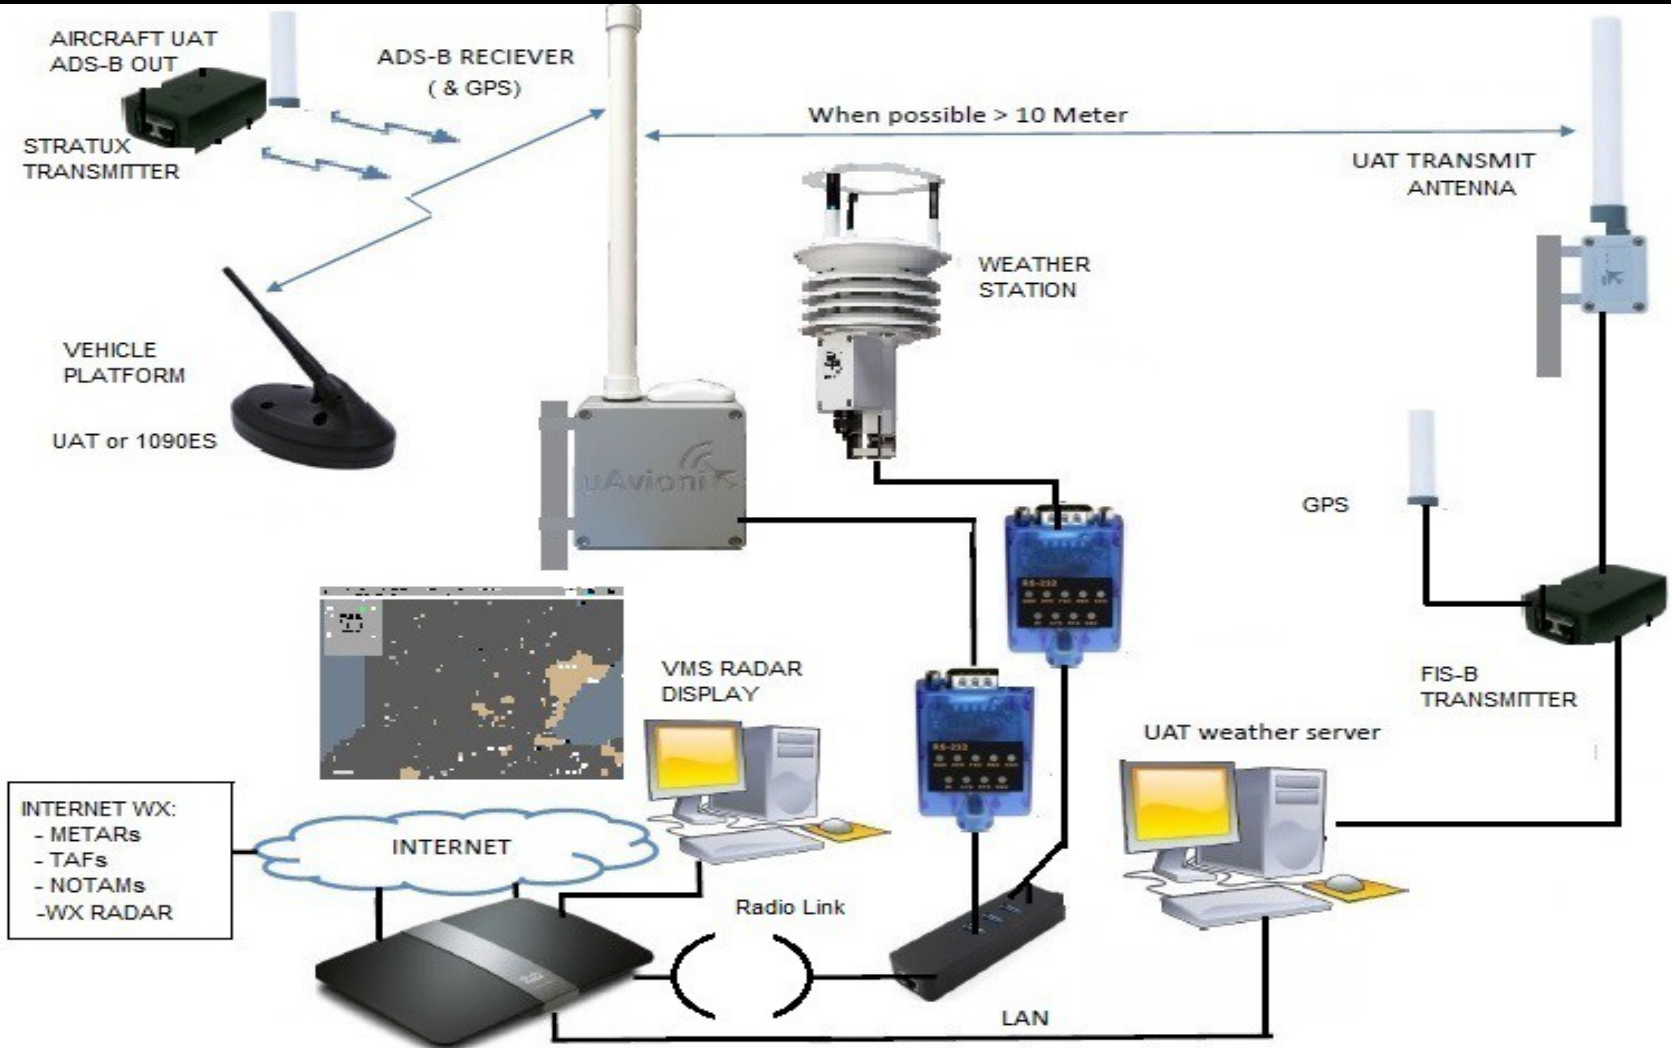 AIRCRAFT UAT
ADS-B OUT
STRATUX
TRANSMITTER
ADS-B RECIEVER
( & GPS)
When possible > 10 Meter
UAT TRANSMIT
ANTENNA
WEATHER
STATION
VEHICLE
PLATFORM
UAT or 1090ES
uAvioni
GPS
RS-232
RS-232
FIS-B
TRANSMITTER
VMS RADAR
DISPLAY
UAT weather server
INTERNET WX:
- METARs
- TAFs
- NOTAMs
-WX RADAR
INTERNET
Radio Link
LAN